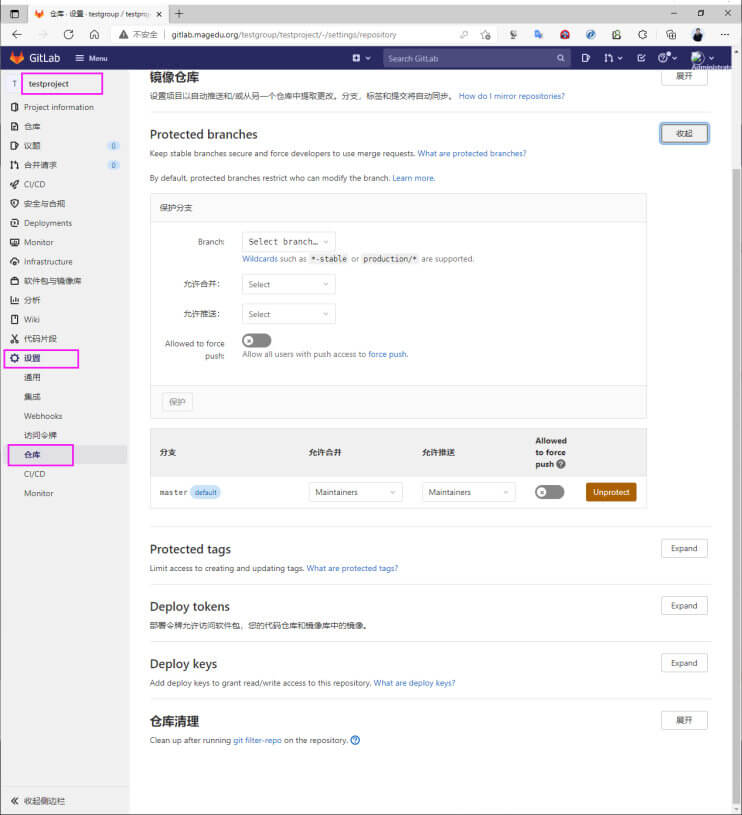 仓库 · 设置 · testgroup / testproj
不安全
gitlab.magedu.org/testgroup/testproject/-/settings/repository
GitLab
Menu
Search GitLab
Administrat
T testproject
Project information
仓库
议题 0
合并请求 0
CI/CD
安全与合规
Deployments
Monitor
Infrastructure
软件包与镜像库
分析
Wiki
代码片段
设置
通用
集成
Webhooks
访问令牌
仓库
CI/CD
Monitor
收起侧边栏
镜像仓库
展开
设置项目以自动推送和/或从另一个仓库中提取更改。分支，标签和提交将自动同步。 How do I mirror repositories?
Protected branches
收起
Keep stable branches secure and force developers to use merge requests. What are protected branches?
By default, protected branches restrict who can modify the branch. Learn more.
保护分支
Branch: Select branch…
Wildcards such as *-stable or production/* are supported.
允许合并: Select
允许推送: Select
Allowed to force push:
Allow all users with push access to force push.
保护
分支 允许合并 允许推送 Allowed to force push
master default Maintainers Maintainers Unprotect
Protected tags
Expand
Limit access to creating and updating tags. What are protected tags?
Deploy tokens
Expand
部署令牌允许访问软件包，您的代码仓库和镜像库中的镜像。
Deploy keys
Expand
Add deploy keys to grant read/write access to this repository. What are deploy keys?
仓库清理
展开
Clean up after running git filter-repo on the repository.